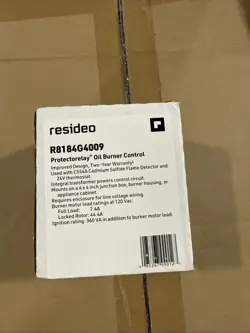 resideo
R8184G4009
Protectorelay® Oil Burner Control
Improved Design, Two-Year Warranty!
Used with C554A Cadmium Sulfide Flame Detector and
24V thermostat.
Integral transformer powers control circuit.
Mounts on a 4 x 4 inch junction box, burner housing, or
appliance cabinet.
Requires enclosure for line voltage wiring.
Burner motor load ratings at 120 Vac:
Full Load: 7.4A
Locked Rotor: 44.4A
Ignition rating: 360 VA in addition to burner motor load.